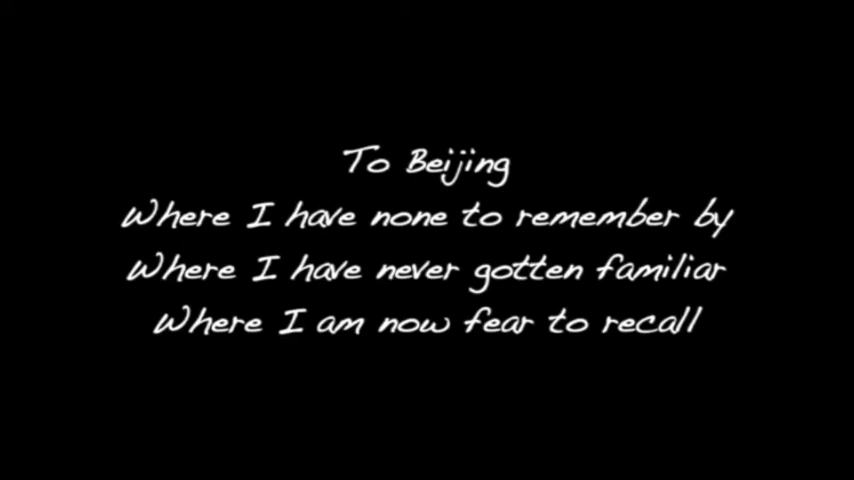 To Beijing
Where I have none to remember by
Where I have never gotten familiar
Where I am now fear to recall